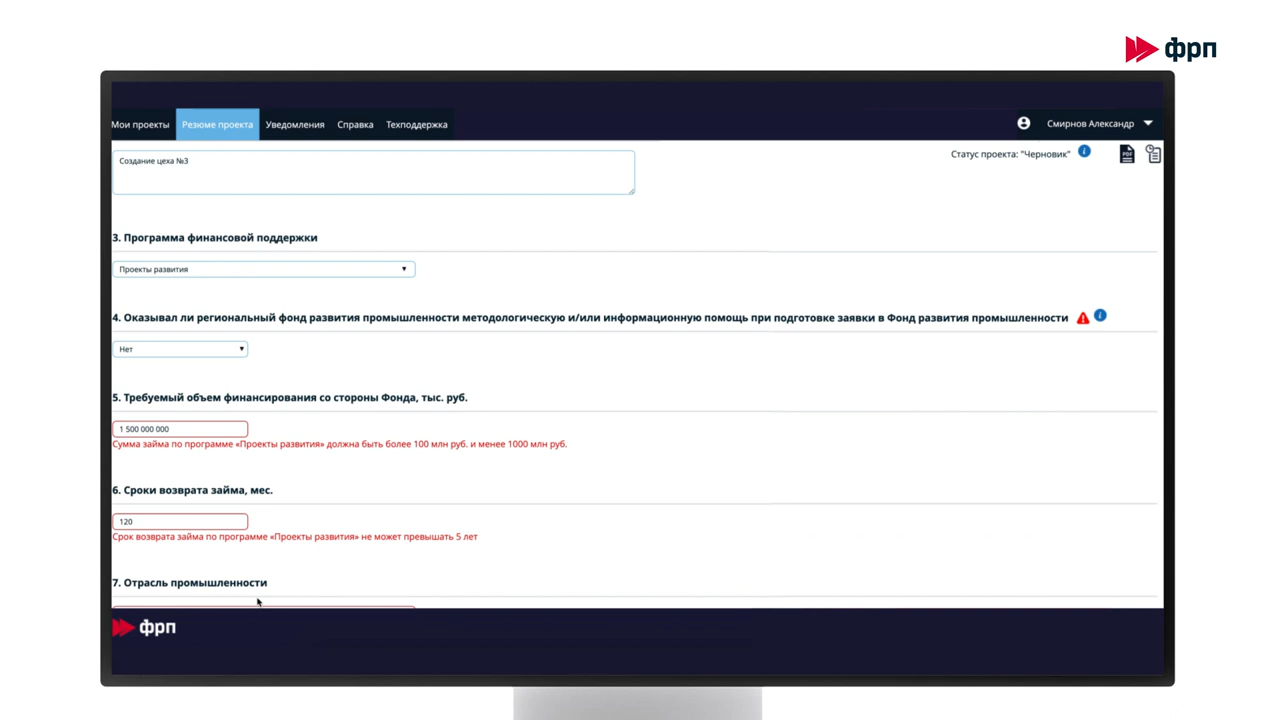 фрп
Мои проекты Резюме проекта Уведомления Справка Техподдержка Смирнов Александр
Создание цеха №3
Статус проекта: "Черновик"
PDF
3. Программа финансовой поддержки
Проекты развития
4. Оказывал ли региональный фонд развития промышленности методологическую и/или информационную помощь при подготовке заявки в Фонд развития промышленности
Нет
5. Требуемый объем финансирования со стороны Фонда, тыс. руб.
1 500 000 000
Сумма займа по программе «Проекты развития» должна быть более 100 млн руб. и менее 1000 млн руб.
6. Сроки возврата займа, мес.
120
Срок возврата займа по программе «Проекты развития» не может превышать 5 лет
7. Отрасль промышленности
фрп